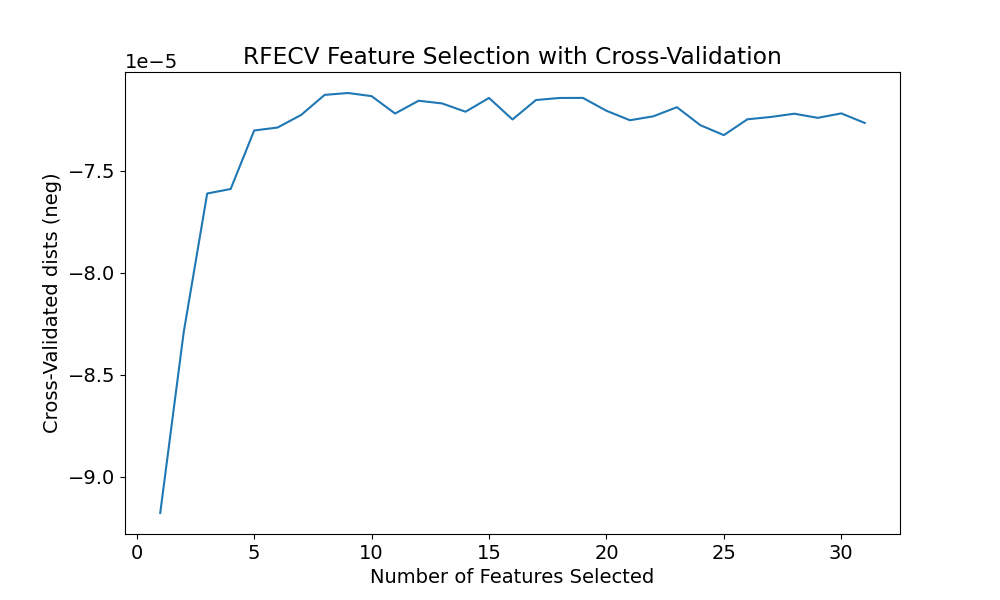 RFECV Feature Selection with Cross-Validation
1e−5
−7.5
−8.0
−8.5
−9.0
Cross-Validated dists (neg)
0 5 10 15 20 25 30
Number of Features Selected